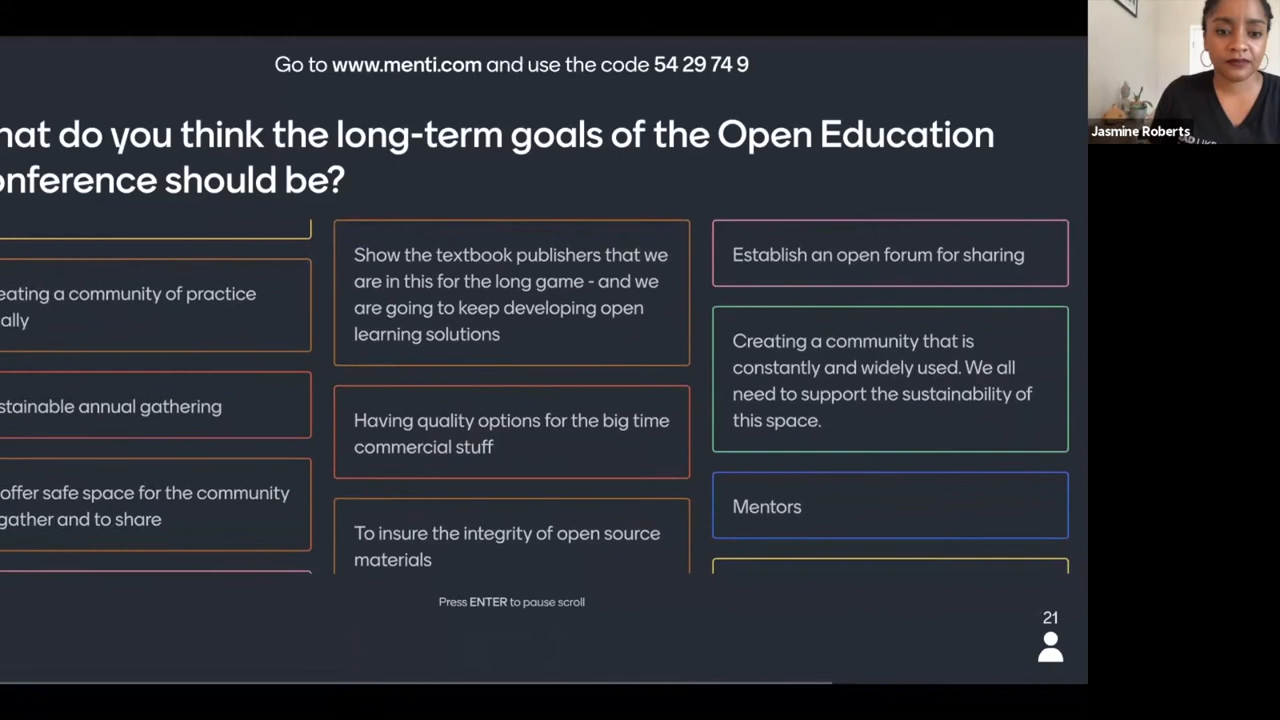 Go to www.menti.com and use the code 54 29 74 9
hat do you think the long-term goals of the Open Education
onference should be?
eating a community of practice
ally
stainable annual gathering
offer safe space for the community
gather and to share
Show the textbook publishers that we
are in this for the long game - and we
are going to keep developing open
learning solutions
Having quality options for the big time
commercial stuff
To insure the integrity of open source
materials
Establish an open forum for sharing
Creating a community that is
constantly and widely used. We all
need to support the sustainability of
this space.
Mentors
Press ENTER to pause scroll
21
Jasmine Roberts